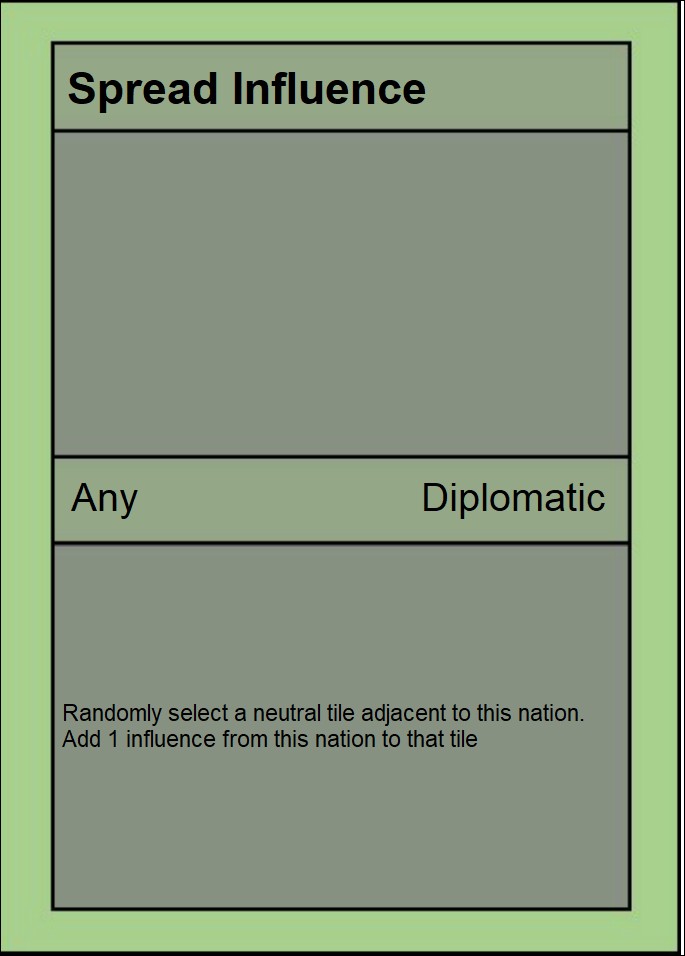 Spread Influence
Any Diplomatic
Randomly select a neutral tile adjacent to this nation.
Add 1 influence from this nation to that tile